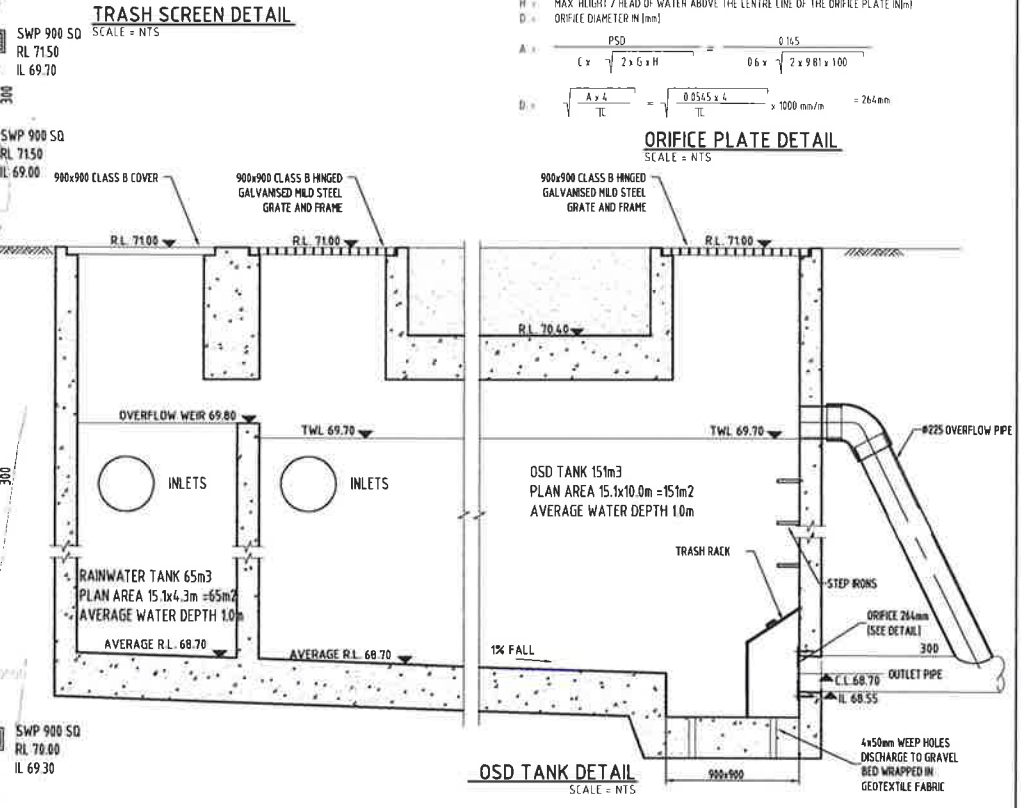 TRASH SCREEN DETAIL
SCALE = NTS
SWP 900 SQ
RL 71.50
IL 69.70
300
SWP 900 SQ
RL 71.50
IL 69.00
MAX HEIGHT / HEAD OF WATER ABOVE THE CENTRE LINE OF THE ORIFICE PLATE IN(m)
D = ORIFICE DIAMETER IN (mm)
A = PSD / C x √ 2 x G x H = 0.145 / 0.6 x √ 2 x 9.81 x 1.00
D = √ A x 4 / π = √ 0.0545 x 4 / π x 1000 mm/m = 264mm
ORIFICE PLATE DETAIL
SCALE = NTS
900x900 CLASS B COVER
900x900 CLASS B HINGED
GALVANISED MILD STEEL
GRATE AND FRAME
900x900 CLASS B HINGED
GALVANISED MILD STEEL
GRATE AND FRAME
R.L. 71.00
R.L. 71.00
R.L. 71.00
R.L. 70.40
OVERFLOW WEIR 69.80
TWL 69.70
TWL 69.70
Ø225 OVERFLOW PIPE
300
INLETS
INLETS
OSD TANK 151m3
PLAN AREA 15.1x10.0m =151m2
AVERAGE WATER DEPTH 1.0m
TRASH RACK
STEP IRONS
RAINWATER TANK 65m3
PLAN AREA 15.1x4.3m =65m2
AVERAGE WATER DEPTH 1.0m
ORIFICE 264mm
(SEE DETAIL)
300
AVERAGE R.L. 68.70
AVERAGE R.L. 68.70
1% FALL
OUTLET PIPE
C.L.68.70
IL 68.55
SWP 900 SQ
RL 70.00
IL 69.30
4x50mm WEEP HOLES
DISCHARGE TO GRAVEL
BED WRAPPED IN
GEOTEXTILE FABRIC
900x900
OSD TANK DETAIL
SCALE = NTS